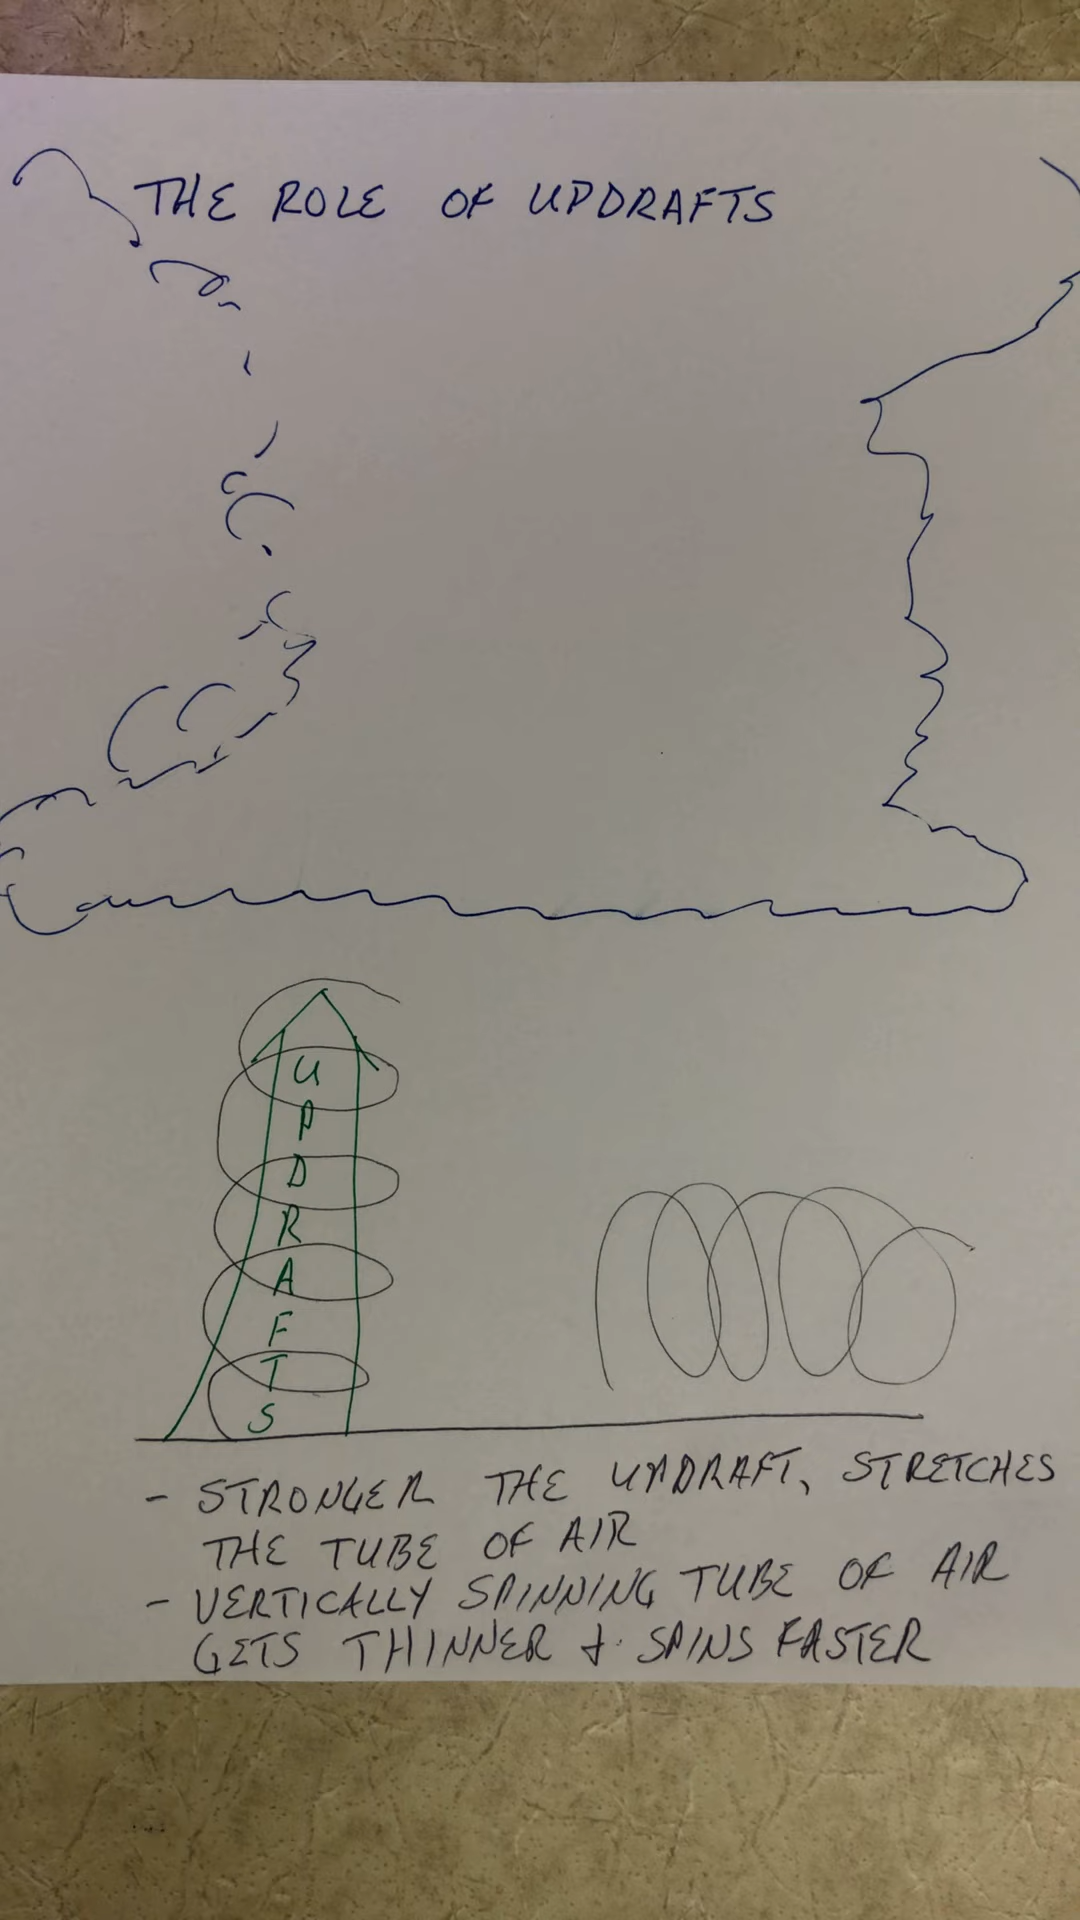 THE ROLE OF UPDRAFTS
UPDRAFTS
- STRONGER THE UPDRAFT, STRETCHES
THE TUBE OF AIR
- VERTICALLY SPINNING TUBE OF AIR
GETS THINNER & SPINS FASTER